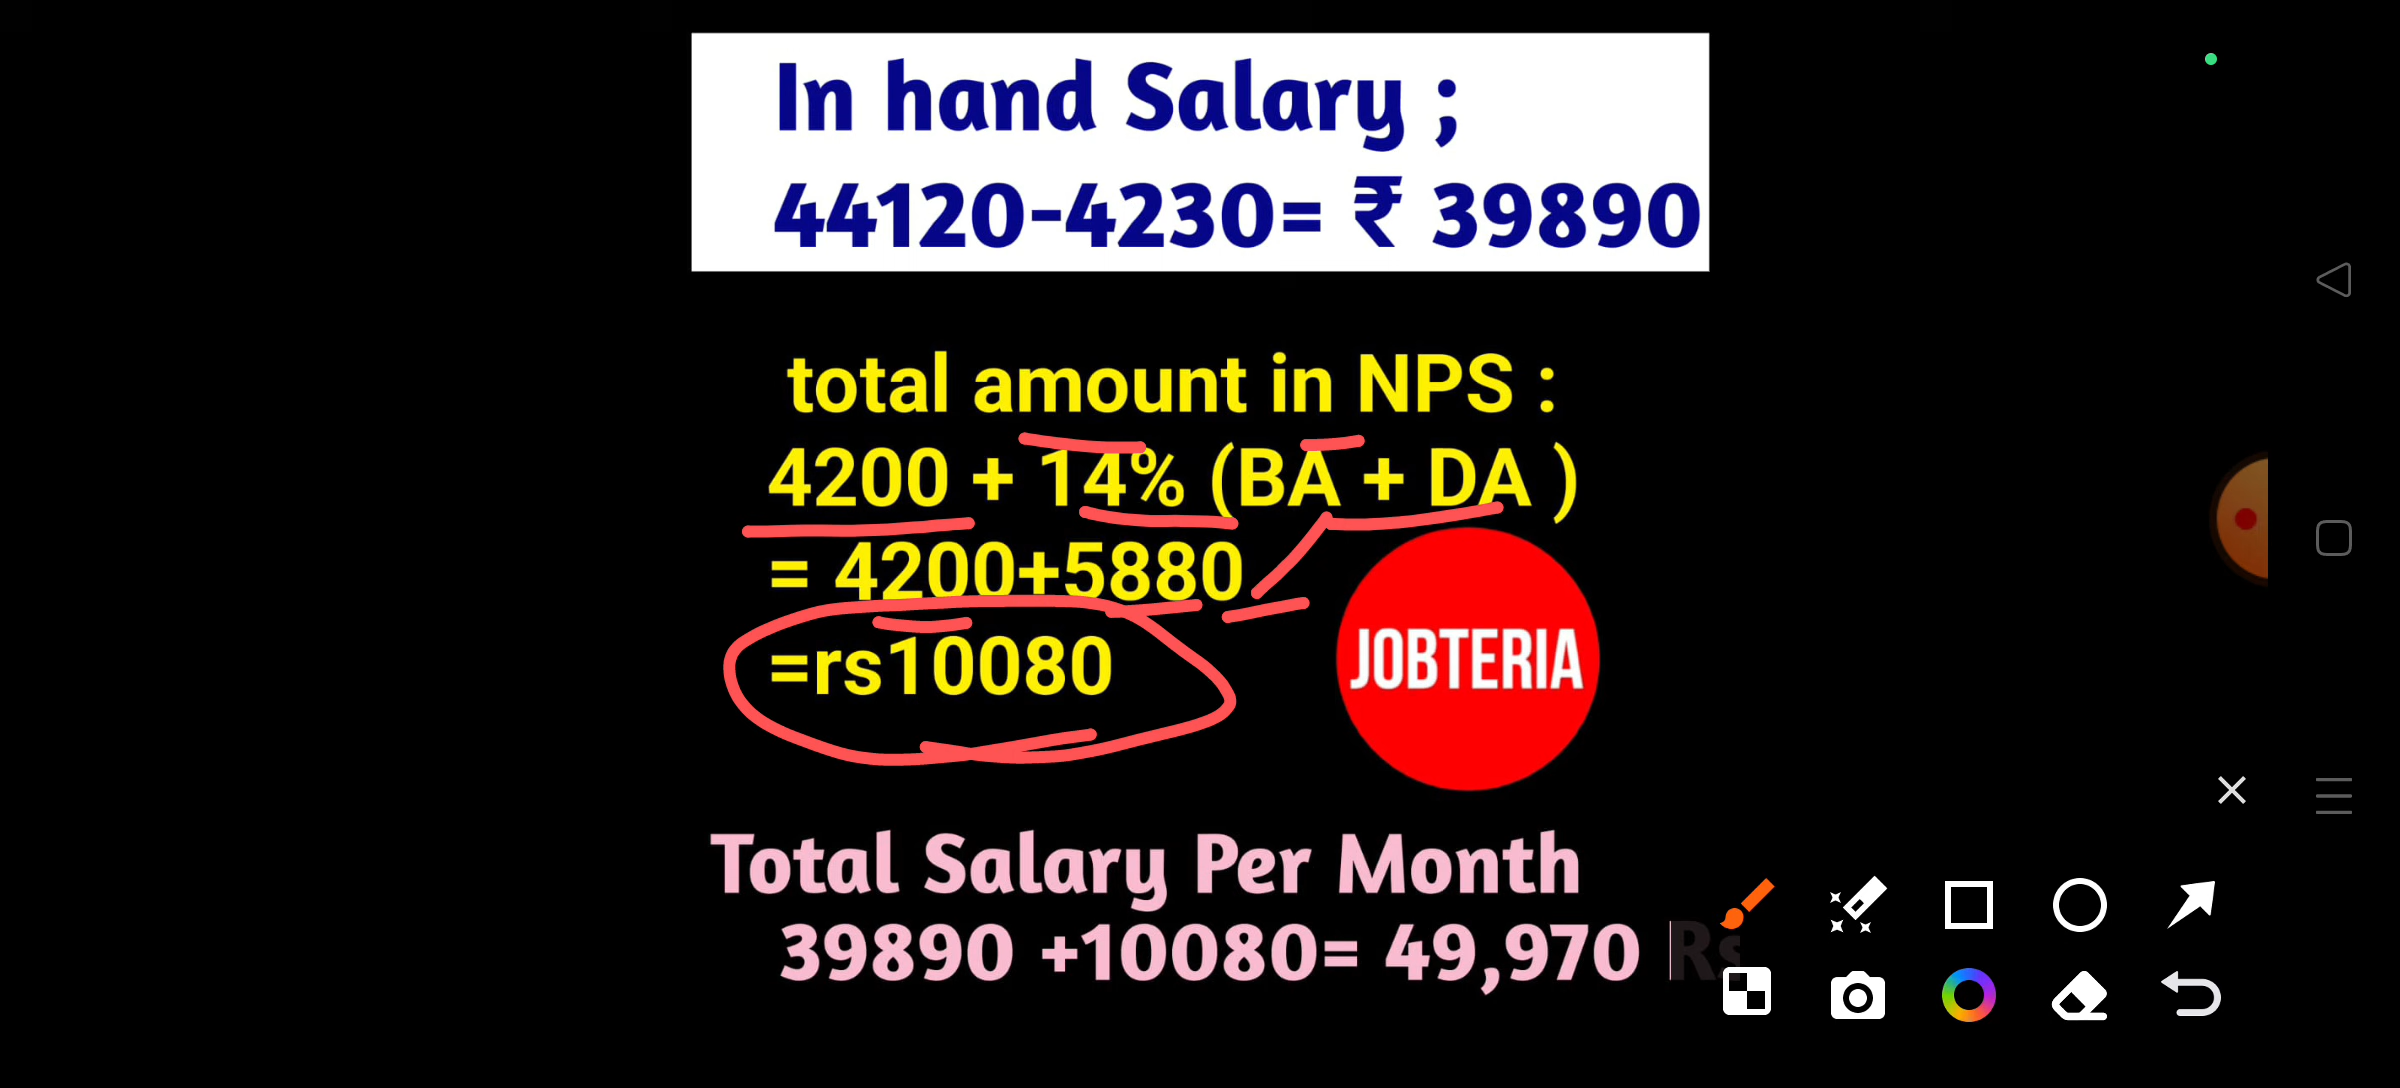 In hand Salary ;
44120-4230= ₹ 39890
total amount in NPS :
4200 + 14% (BA + DA )
= 4200+5880
=rs10080
JOBTERIA
Total Salary Per Month
39890 +10080= 49,970 Rs